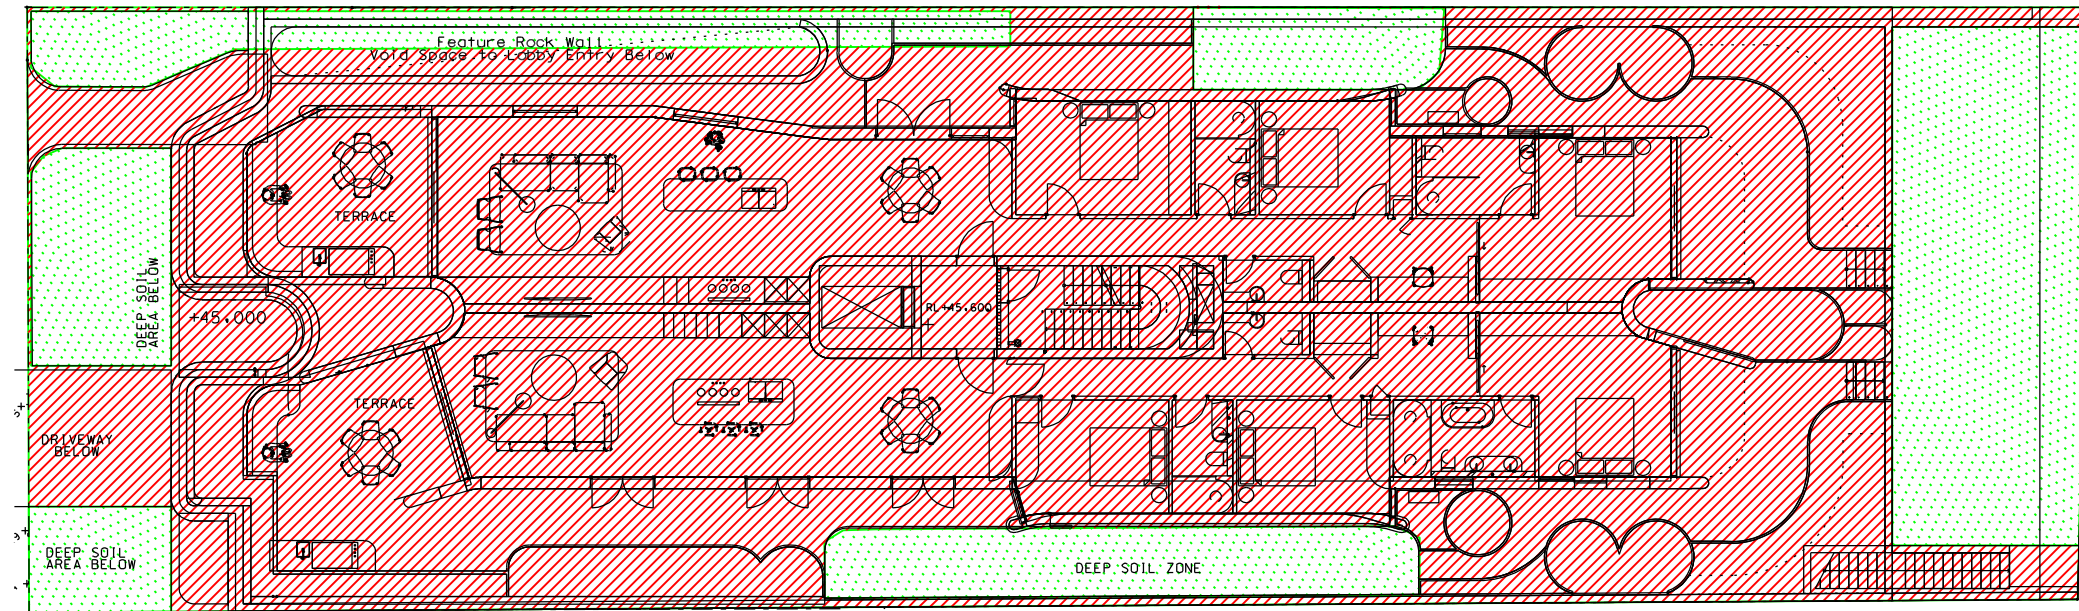 Feature Rock Wall
Void Space to Lobby Entry Below
TERRACE
DEEP SOIL
AREA BELOW
+45.000
RL+45.600
TERRACE
DRIVEWAY
BELOW
DEEP SOIL
AREA BELOW
DEEP SOIL ZONE